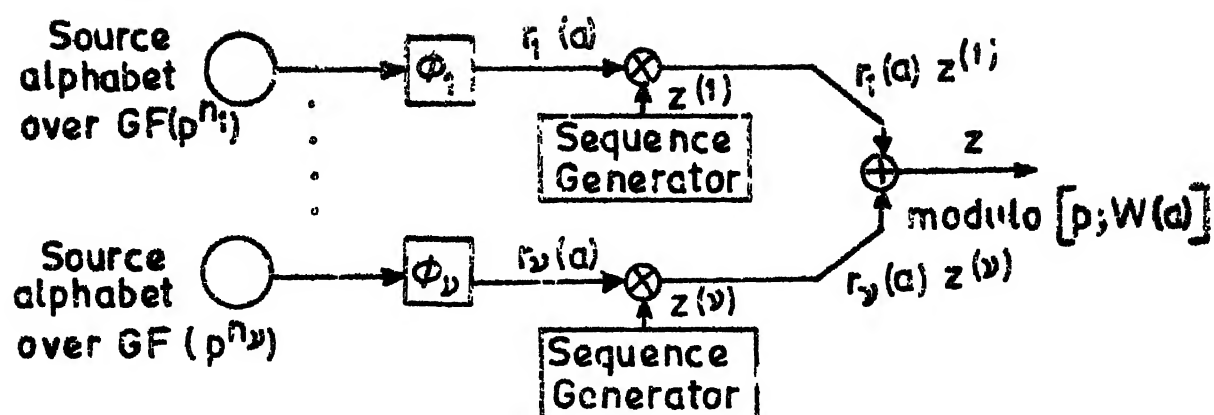 Source
alphabet
over GF(p^n₁)
Φ₁
r₁ (a)
z⁽¹⁾
Sequence
Generator
r₁(a) z⁽¹⁾
z
modulo [p;W(a)]
Source
alphabet
over GF (p^nν)
Φν
rν(a)
z⁽ν⁾
Sequence
Generator
rν(a) z⁽ν⁾